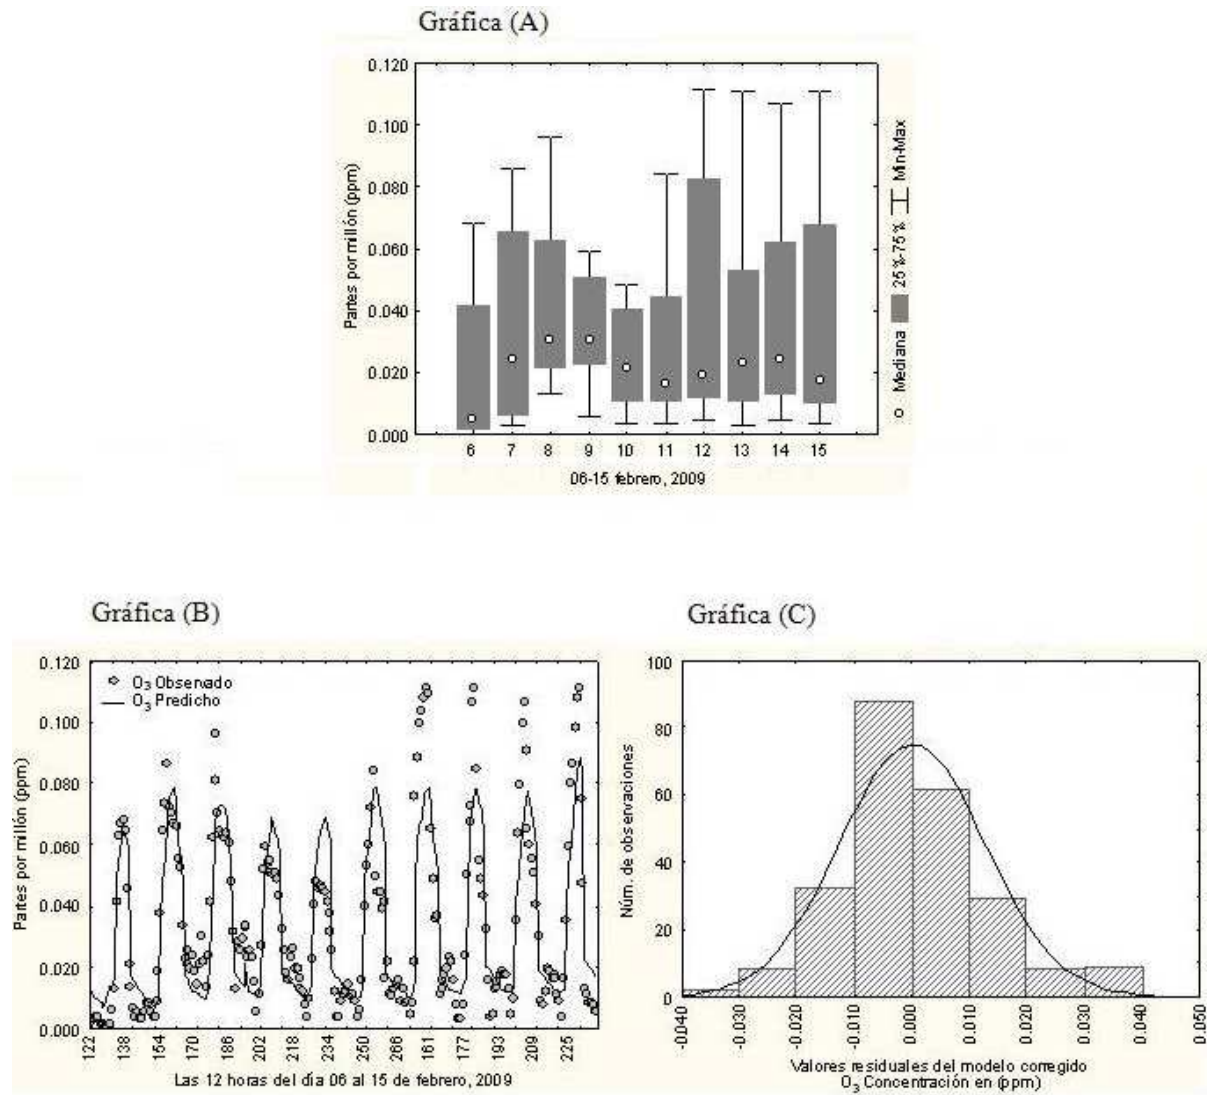 Gráfica (A)
0.120
0.100
0.080
0.060
0.040
0.020
0.000
Partes por millón (ppm)
6 7 8 9 10 11 12 13 14 15
06-15 febrero, 2009
Mediana 25%-75% Min-Max
Gráfica (B)
0.120
0.100
0.080
0.060
0.040
0.020
0.000
Partes por millón (ppm)
O3 Observado
O3 Predicho
122 138 154 170 186 202 218 234 250 266 161 177 193 209 225
Las 12 horas del día 06 al 15 de febrero, 2009
Gráfica (C)
100
80
60
40
20
0
Núm. de observaciones
-0.040 -0.030 -0.020 -0.010 0.000 0.010 0.020 0.030 0.040 0.050
Valores residuales del modelo corregido
O3 Concentración en (ppm)